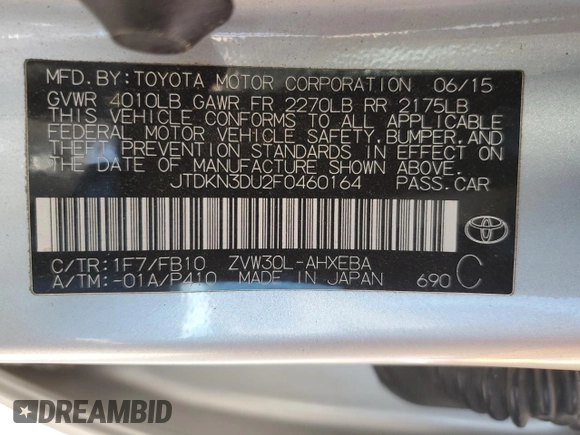 MFD. BY: TOYOTA MOTOR CORPORATION 06/15
GVWR 4010LB GAWR FR 2270LB RR 2175LB
THIS VEHICLE CONFORMS TO ALL APPLICABLE
FEDERAL MOTOR VEHICLE SAFETY, BUMPER, AND
THEFT PREVENTION STANDARDS IN EFFECT ON
THE DATE OF MANUFACTURE SHOWN ABOVE.
JTDKN3DU2F0460164 PASS. CAR
C/TR: 1F7/FB10 ZVW30L-AHXEBA
A/TM: -01A/P410 MADE IN JAPAN 690 C
TOYOTA
DREAMBID